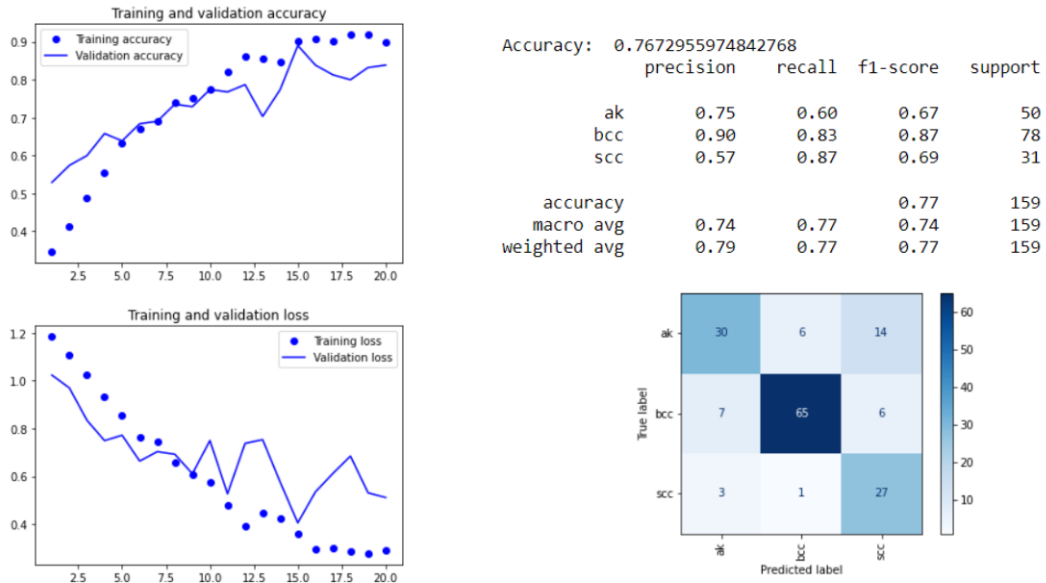 Training and validation accuracy
Training accuracy
Validation accuracy
0.9
0.8
0.7
0.6
0.5
0.4
2.5 5.0 7.5 10.0 12.5 15.0 17.5 20.0
Training and validation loss
Training loss
Validation loss
1.2
1.0
0.8
0.6
0.4
2.5 5.0 7.5 10.0 12.5 15.0 17.5 20.0
Accuracy: 0.7672955974842768
precision recall f1-score support
ak 0.75 0.60 0.67 50
bcc 0.90 0.83 0.87 78
scc 0.57 0.87 0.69 31
accuracy 0.77 159
macro avg 0.74 0.77 0.74 159
weighted avg 0.79 0.77 0.77 159
True label
ak 30 6 14
bcc 7 65 6
scc 3 1 27
ak bcc scc
Predicted label
60
50
40
30
20
10